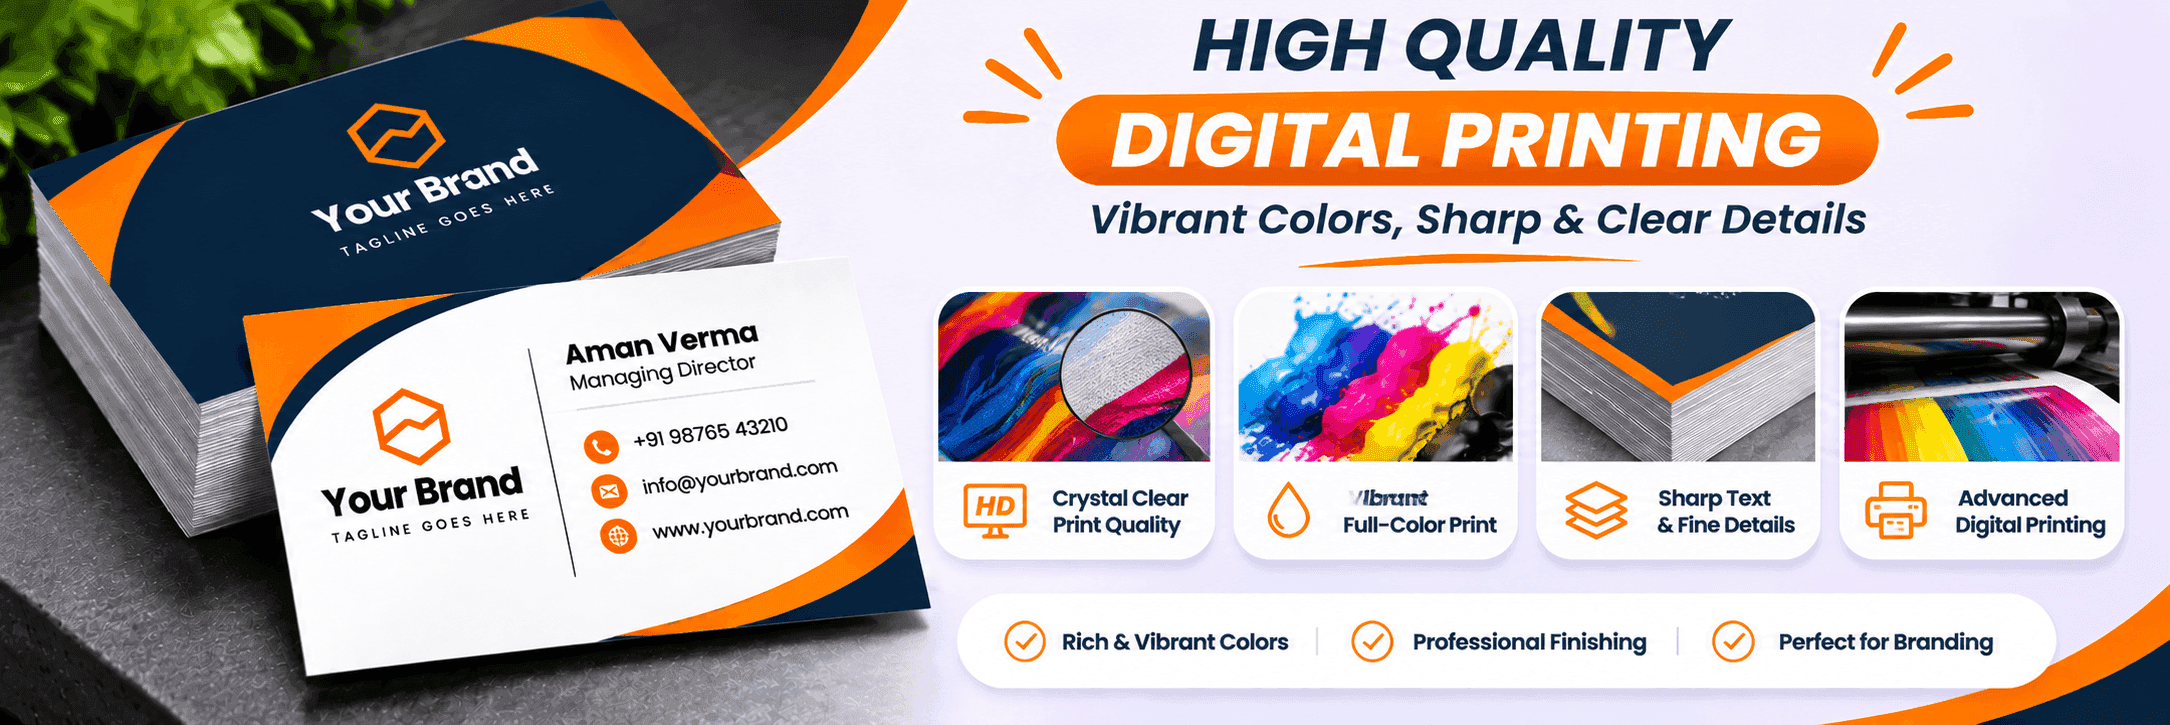 Your Brand
TAGLINE GOES HERE
Aman Verma
Managing Director
+91 98765 43210
info@yourbrand.com
www.yourbrand.com
Your Brand
TAGLINE GOES HERE
HIGH QUALITY
DIGITAL PRINTING
Vibrant Colors, Sharp & Clear Details
HD
Crystal Clear
Print Quality
Vibrant
Full-Color Print
Sharp Text
& Fine Details
Advanced
Digital Printing
Rich & Vibrant Colors
Professional Finishing
Perfect for Branding